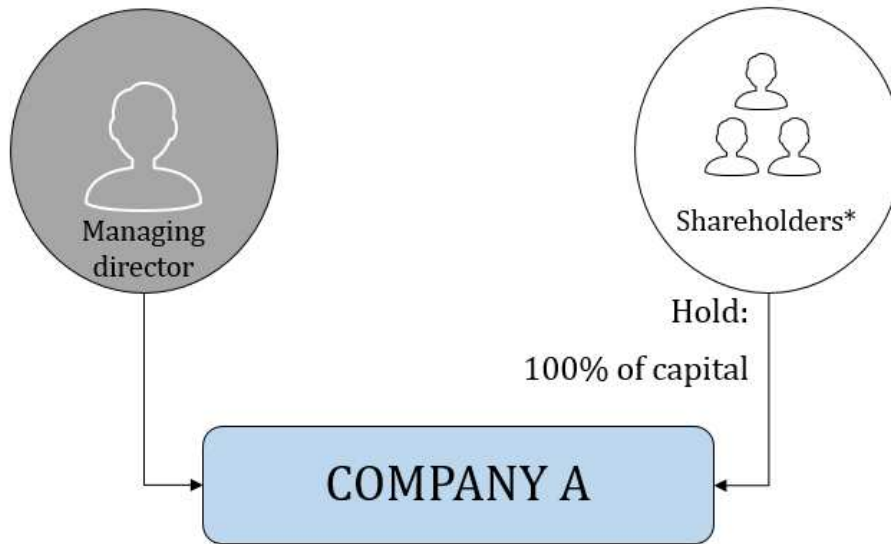 Managing
director
Shareholders*
Hold:
100% of capital
COMPANY A